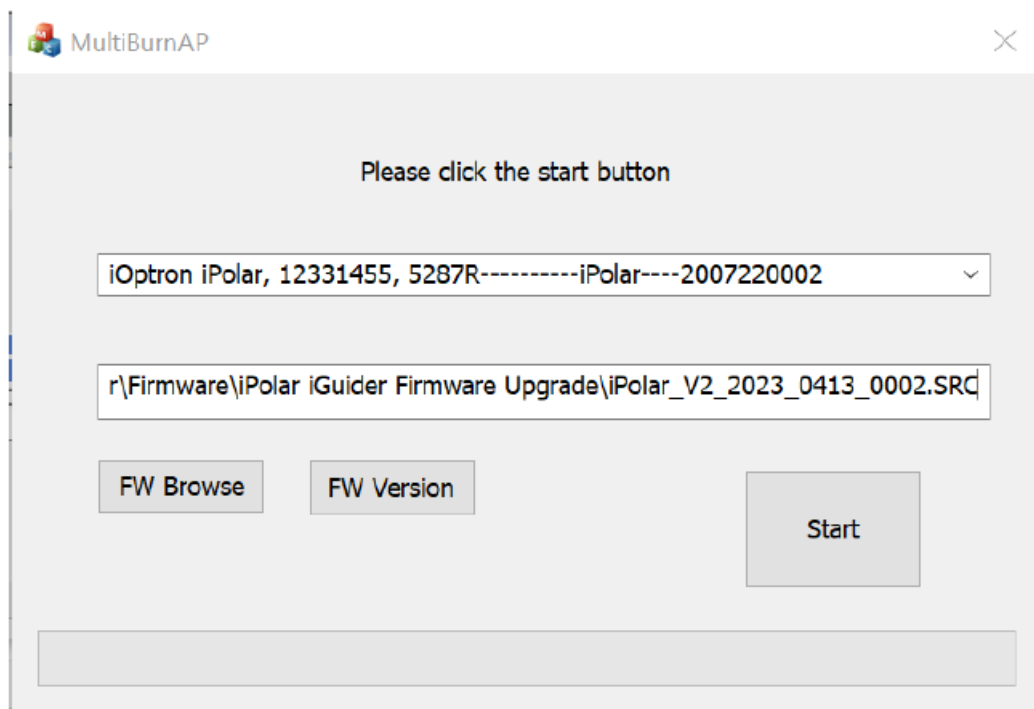 MultiBurnAP
Please click the start button
iOptron iPolar, 12331455, 5287R----------iPolar----2007220002
r\Firmware\iPolar iGuider Firmware Upgrade\iPolar_V2_2023_0413_0002.SRC
FW Browse
FW Version
Start